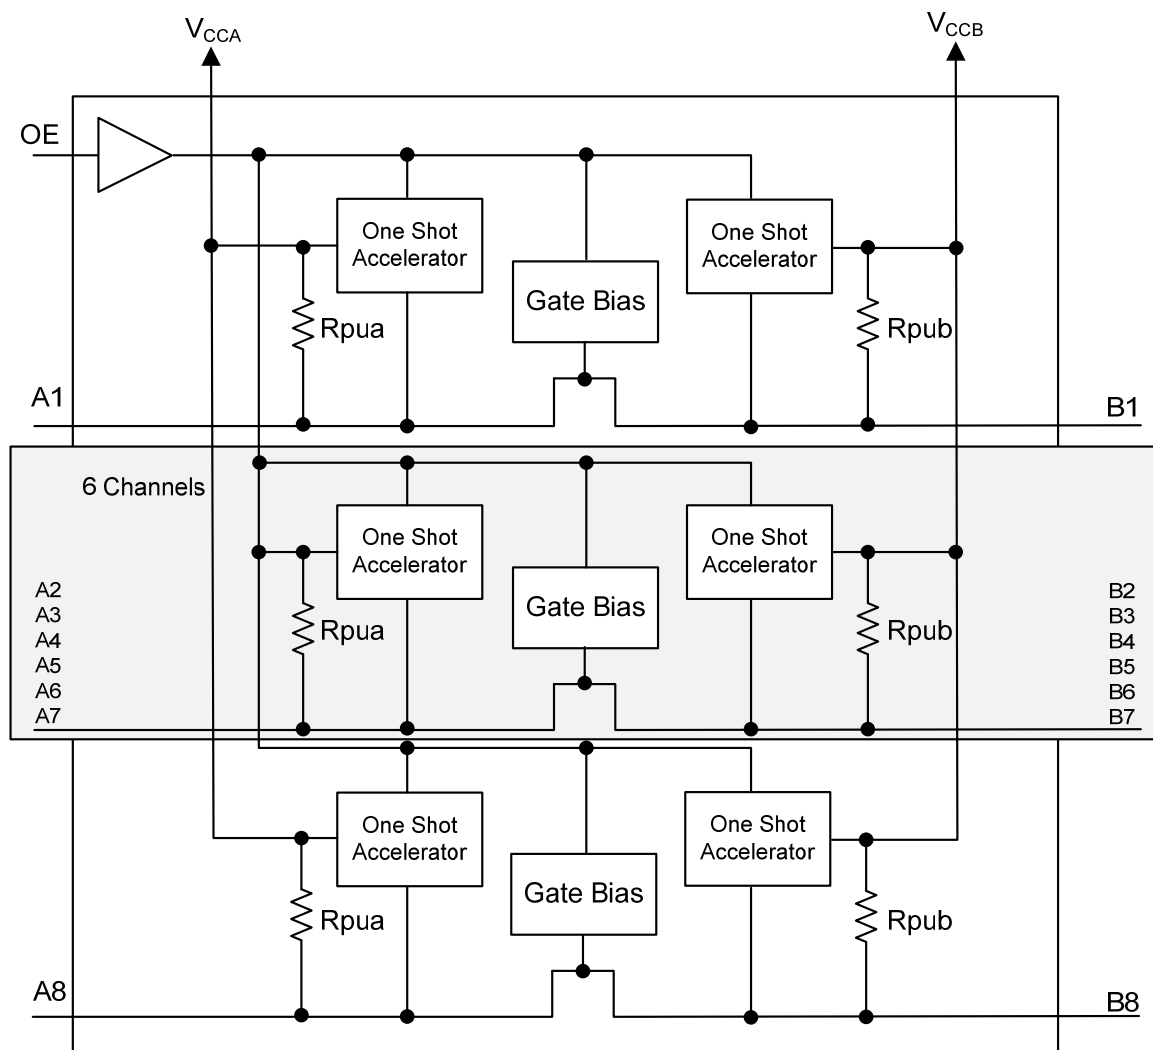 VCCA
VCCB
OE
One Shot
Accelerator
One Shot
Accelerator
Gate Bias
Rpua
Rpub
A1
B1
6 Channels
One Shot
Accelerator
One Shot
Accelerator
Gate Bias
Rpua
Rpub
A2
A3
A4
A5
A6
A7
B2
B3
B4
B5
B6
B7
One Shot
Accelerator
One Shot
Accelerator
Gate Bias
Rpua
Rpub
A8
B8